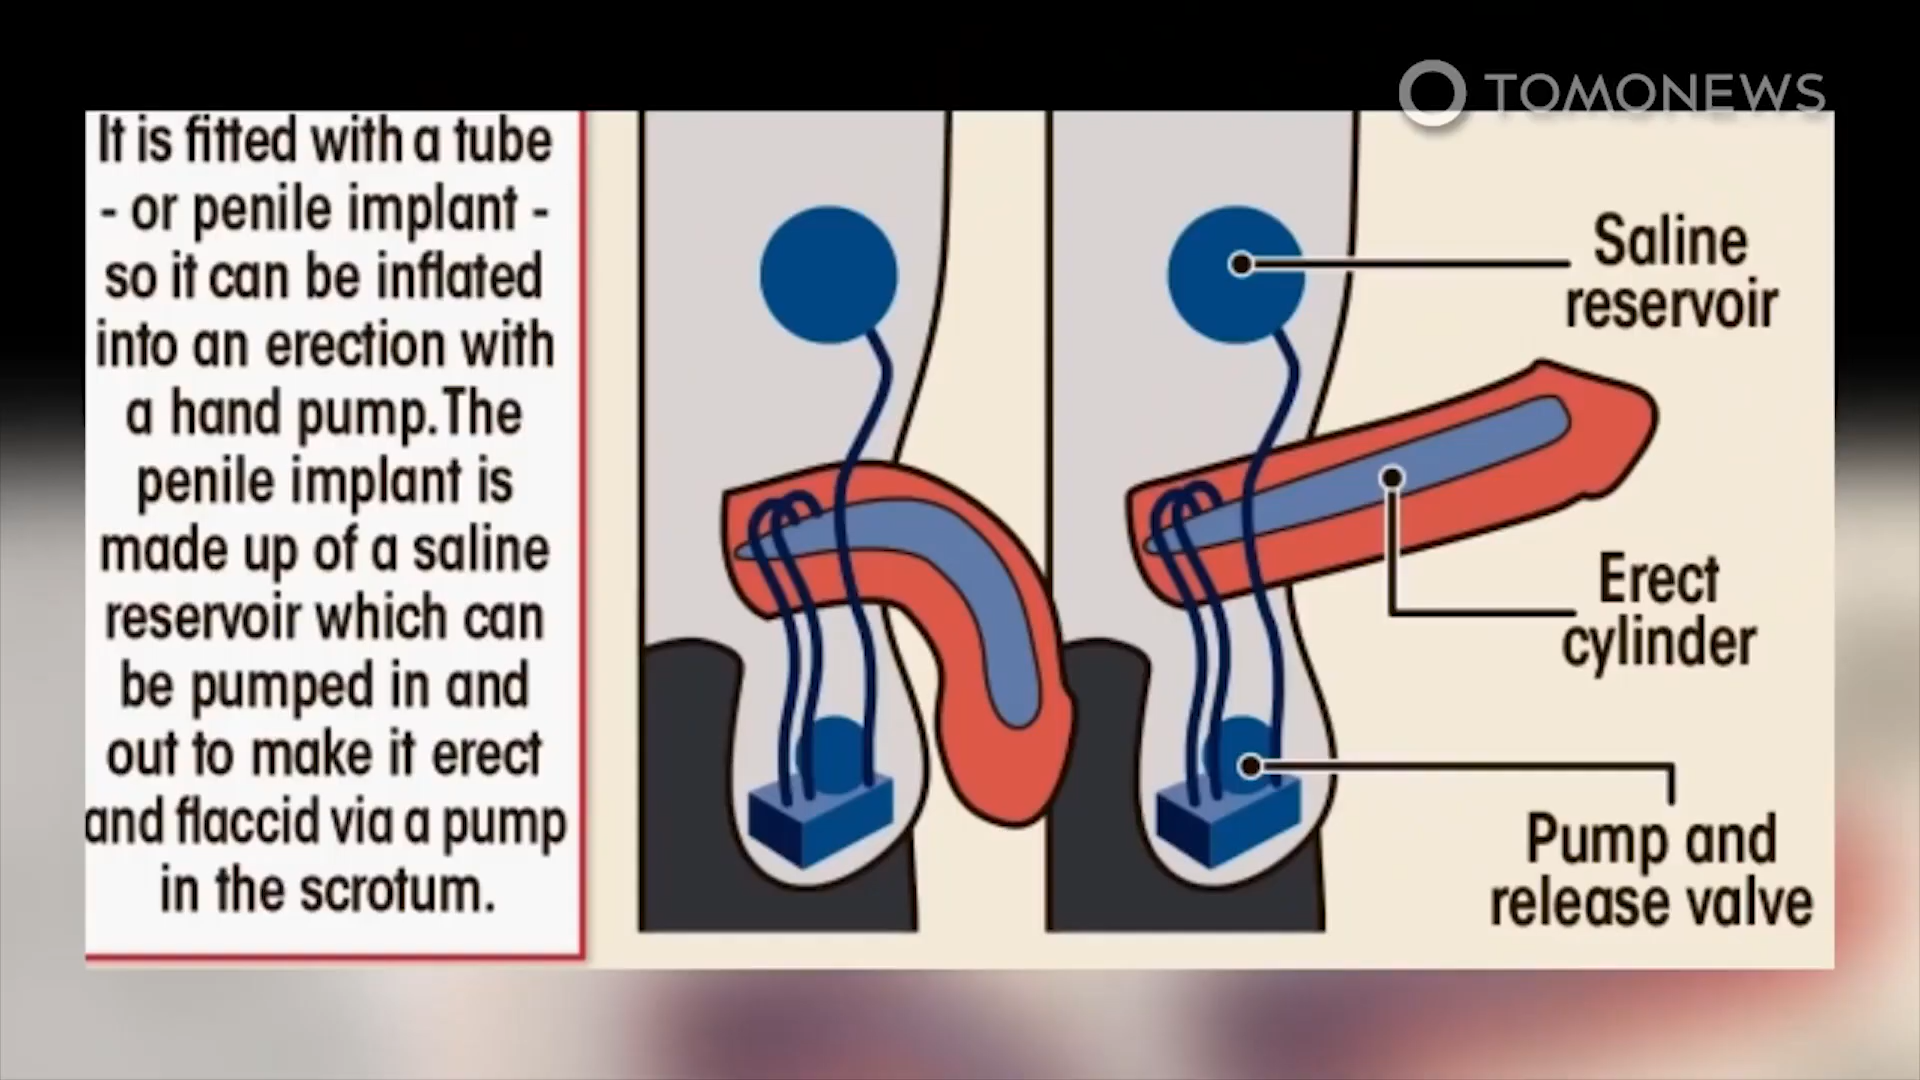 TOMONEWS
It is fitted with a tube
- or penile implant -
so it can be inflated
into an erection with
a hand pump.The
penile implant is
made up of a saline
reservoir which can
be pumped in and
out to make it erect
and flaccid via a pump
in the scrotum.
Saline
reservoir
Erect
cylinder
Pump and
release valve